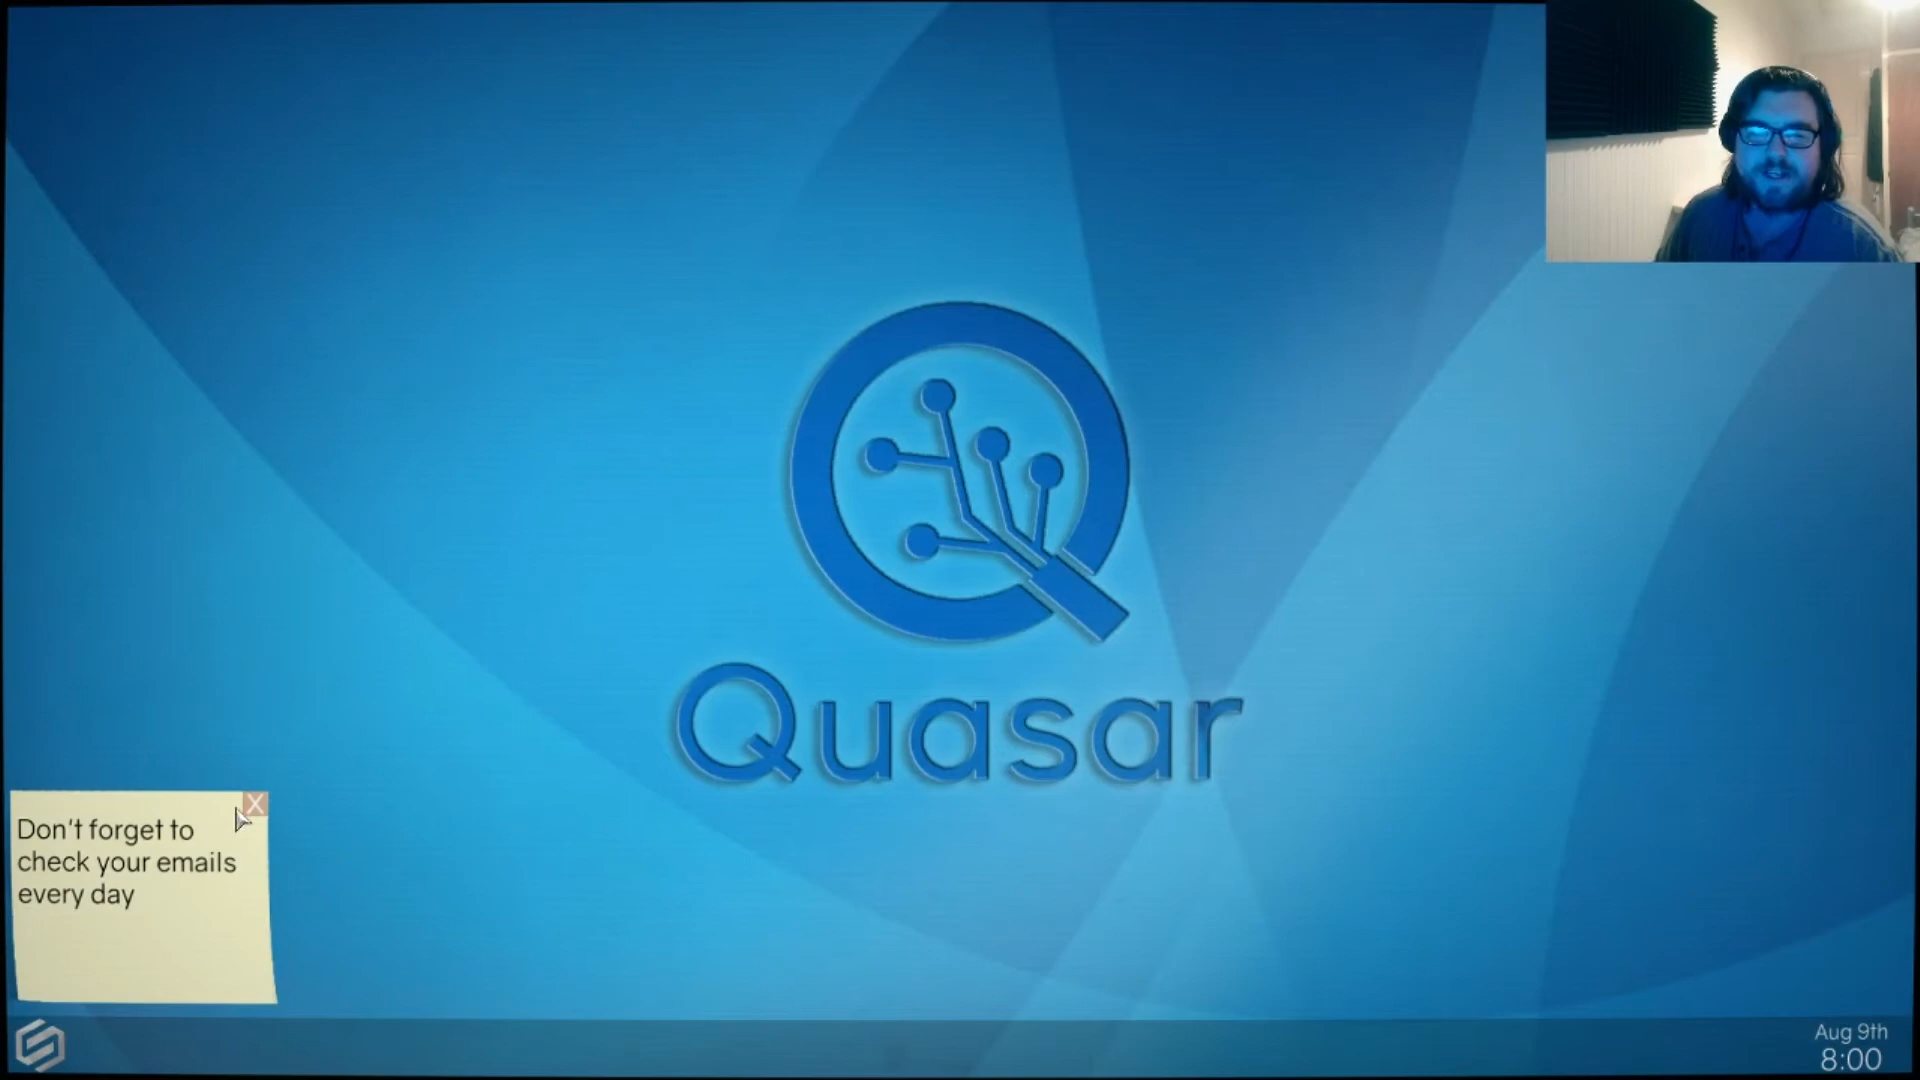 Quasar
X
Don't forget to
check your emails
every day
Aug 9th
8:00